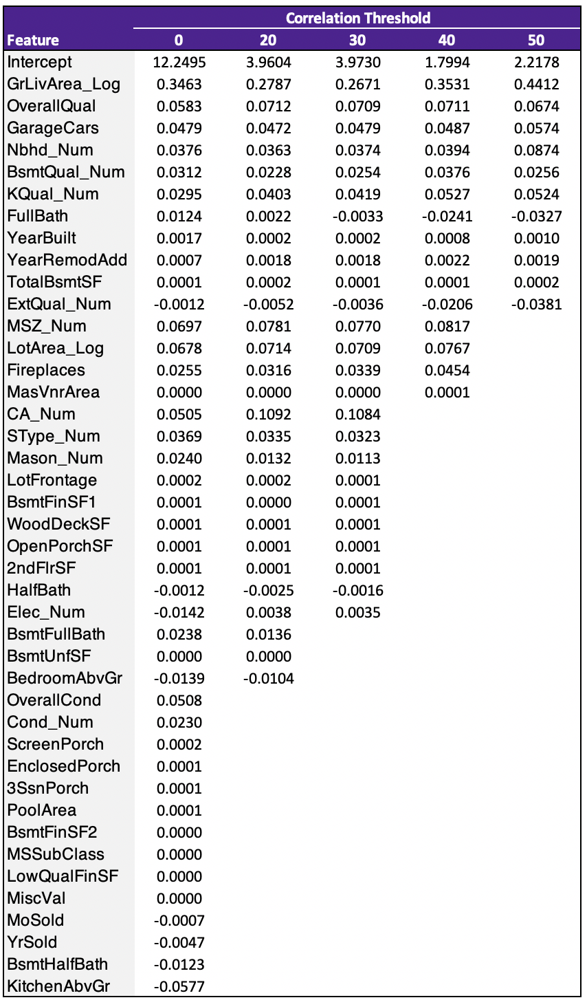 Correlation Threshold
Feature 0 20 30 40 50
Intercept 12.2495 3.9604 3.9730 1.7994 2.2178
GrLivArea_Log 0.3463 0.2787 0.2671 0.3531 0.4412
OverallQual 0.0583 0.0712 0.0709 0.0711 0.0674
GarageCars 0.0479 0.0472 0.0479 0.0487 0.0574
Nbhd_Num 0.0376 0.0363 0.0374 0.0394 0.0874
BsmtQual_Num 0.0312 0.0228 0.0254 0.0376 0.0256
KQual_Num 0.0295 0.0403 0.0419 0.0527 0.0524
FullBath 0.0124 0.0022 -0.0033 -0.0241 -0.0327
YearBuilt 0.0017 0.0002 0.0002 0.0008 0.0010
YearRemodAdd 0.0007 0.0018 0.0018 0.0022 0.0019
TotalBsmtSF 0.0001 0.0002 0.0001 0.0001 0.0002
ExtQual_Num -0.0012 -0.0052 -0.0036 -0.0206 -0.0381
MSZ_Num 0.0697 0.0781 0.0770 0.0817
LotArea_Log 0.0678 0.0714 0.0709 0.0767
Fireplaces 0.0255 0.0316 0.0339 0.0454
MasVnrArea 0.0000 0.0000 0.0000 0.0001
CA_Num 0.0505 0.1092 0.1084
SType_Num 0.0369 0.0335 0.0323
Mason_Num 0.0240 0.0132 0.0113
LotFrontage 0.0002 0.0002 0.0001
BsmtFinSF1 0.0001 0.0000 0.0001
WoodDeckSF 0.0001 0.0001 0.0001
OpenPorchSF 0.0001 0.0001 0.0001
2ndFlrSF 0.0001 0.0001 0.0001
HalfBath -0.0012 -0.0025 -0.0016
Elec_Num -0.0142 0.0038 0.0035
BsmtFullBath 0.0238 0.0136
BsmtUnfSF 0.0000 0.0000
BedroomAbvGr -0.0139 -0.0104
OverallCond 0.0508
Cond_Num 0.0230
ScreenPorch 0.0002
EnclosedPorch 0.0001
3SsnPorch 0.0001
PoolArea 0.0001
BsmtFinSF2 0.0000
MSSubClass 0.0000
LowQualFinSF 0.0000
MiscVal 0.0000
MoSold -0.0007
YrSold -0.0047
BsmtHalfBath -0.0123
KitchenAbvGr -0.0577